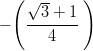 −(√3 + 1 / 4)